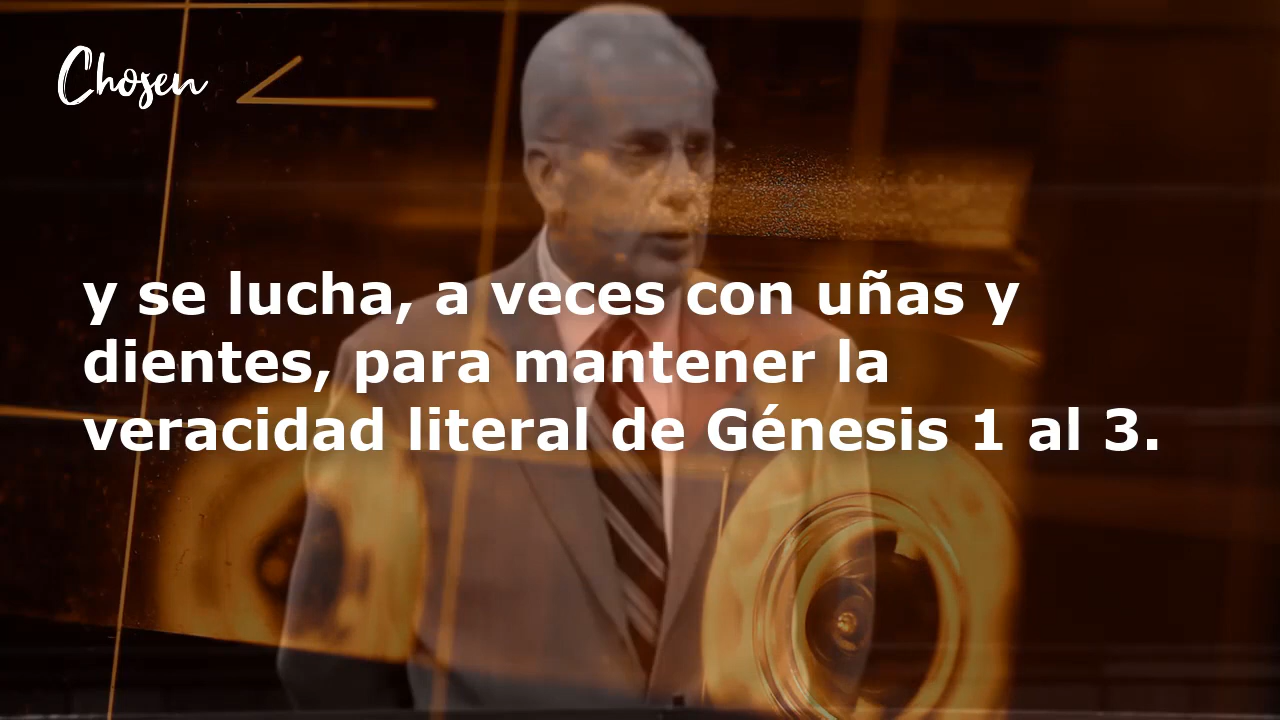 Chosen
y se lucha, a veces con uñas y
dientes, para mantener la
veracidad literal de Génesis 1 al 3.